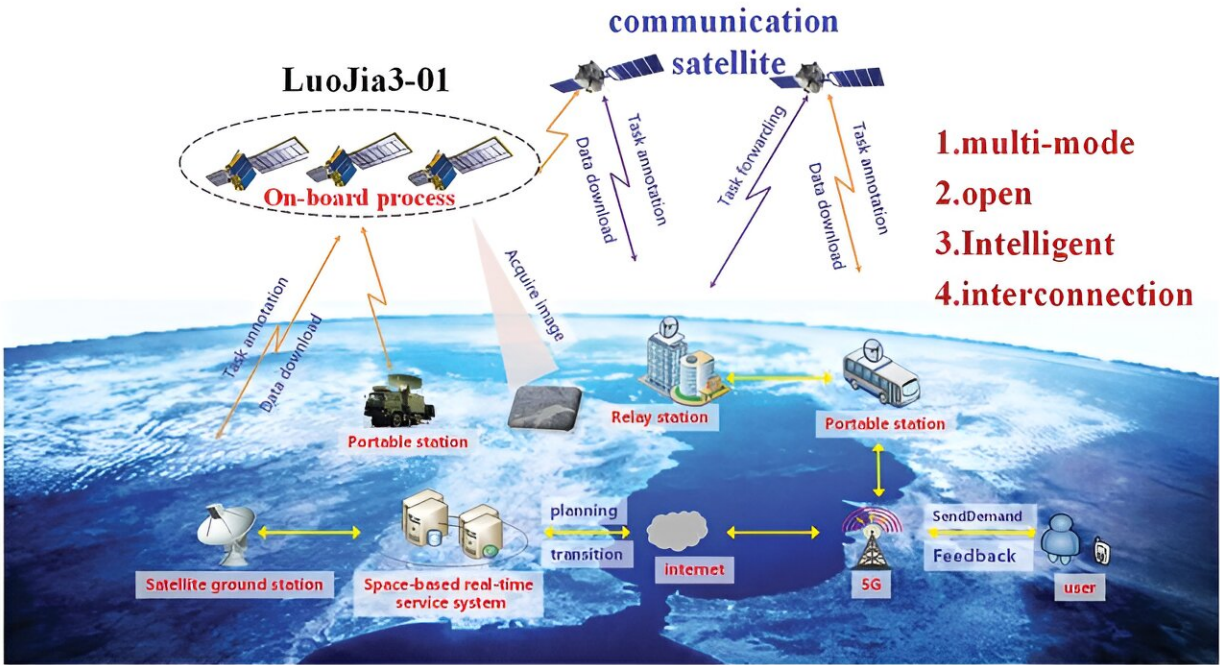 communication
satellite
LuoJia3-01
On-board process
1.multi-mode
2.open
3.Intelligent
4.interconnection
Task annotation
Data download
Task forwarding
Task annotation
Data download
Task annotation
Data download
Acquire image
Portable station
Relay station
Portable station
Satellite ground station
Space-based real-time
service system
planning
transition
internet
5G
SendDemand
Feedback
user